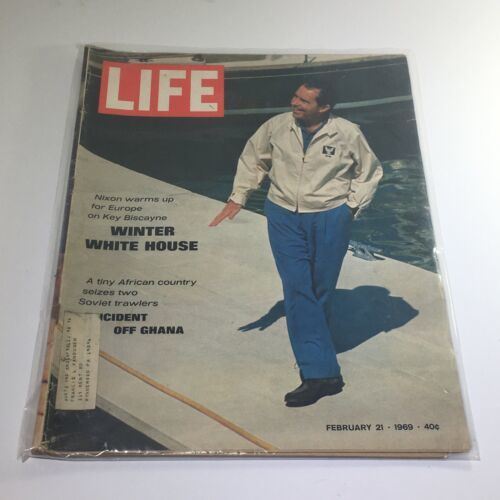 LIFE
Nixon warms up
for Europe
on Key Biscayne
WINTER
WHITE HOUSE
A tiny African country
seizes two
Soviet trawlers
NCIDENT
OFF GHANA
FEBRUARY 21 · 1969 · 40¢